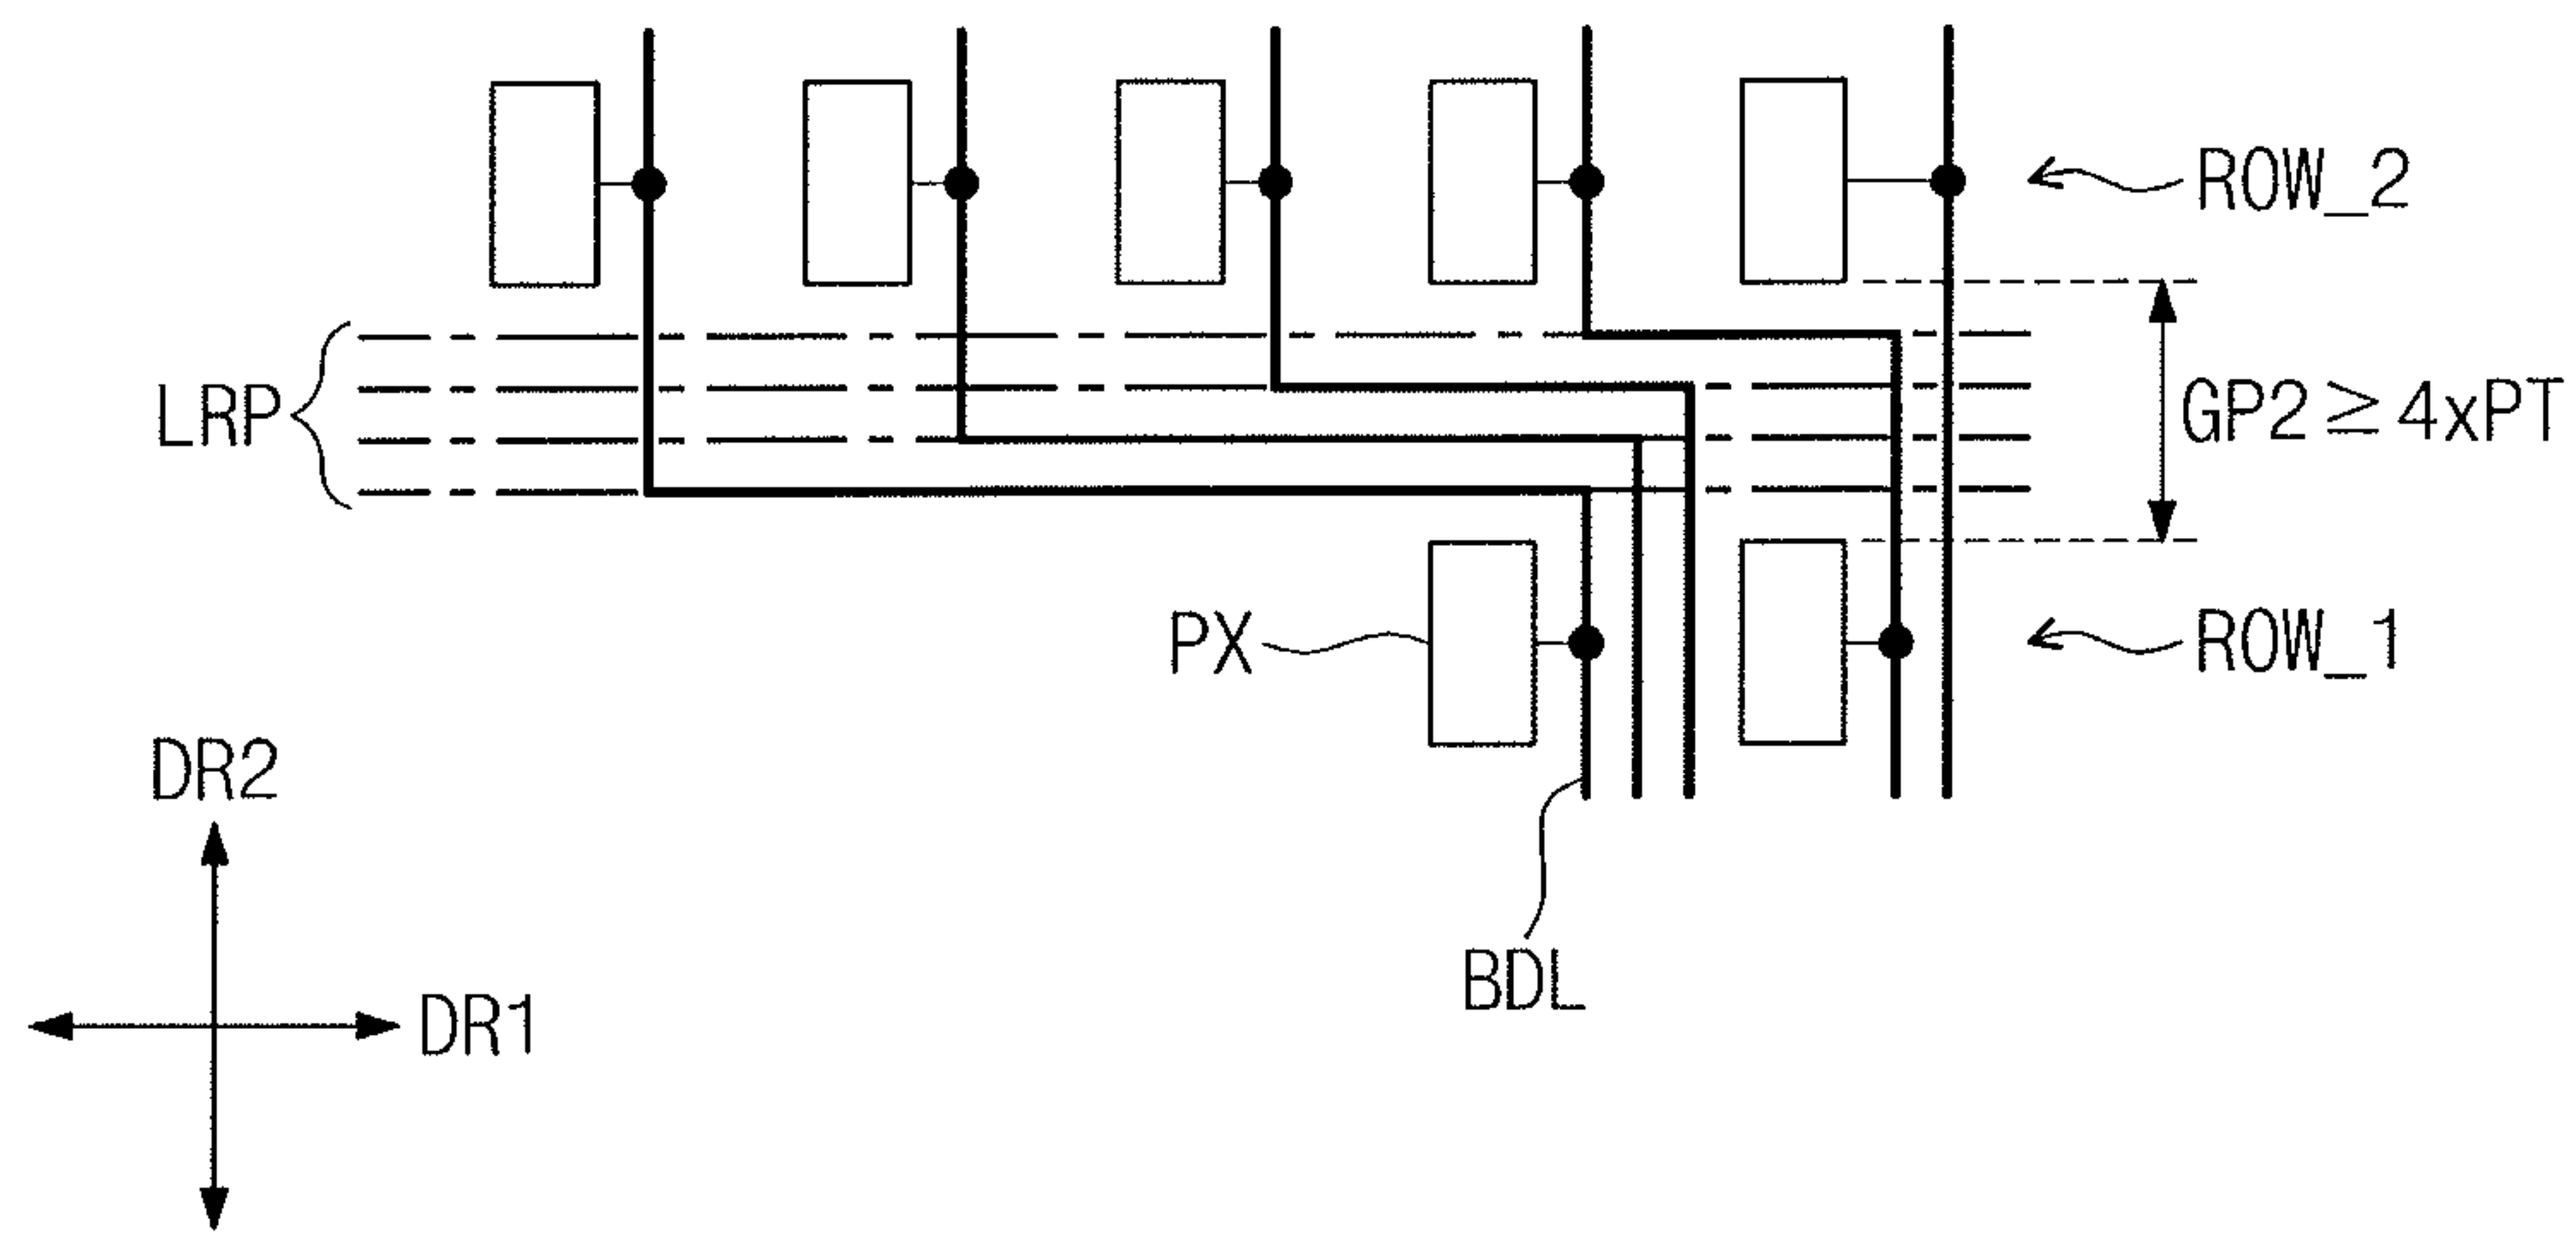 ROW_2
LRP
GP2 ≧ 4xPT
PX
ROW_1
DR2
BDL
DR1